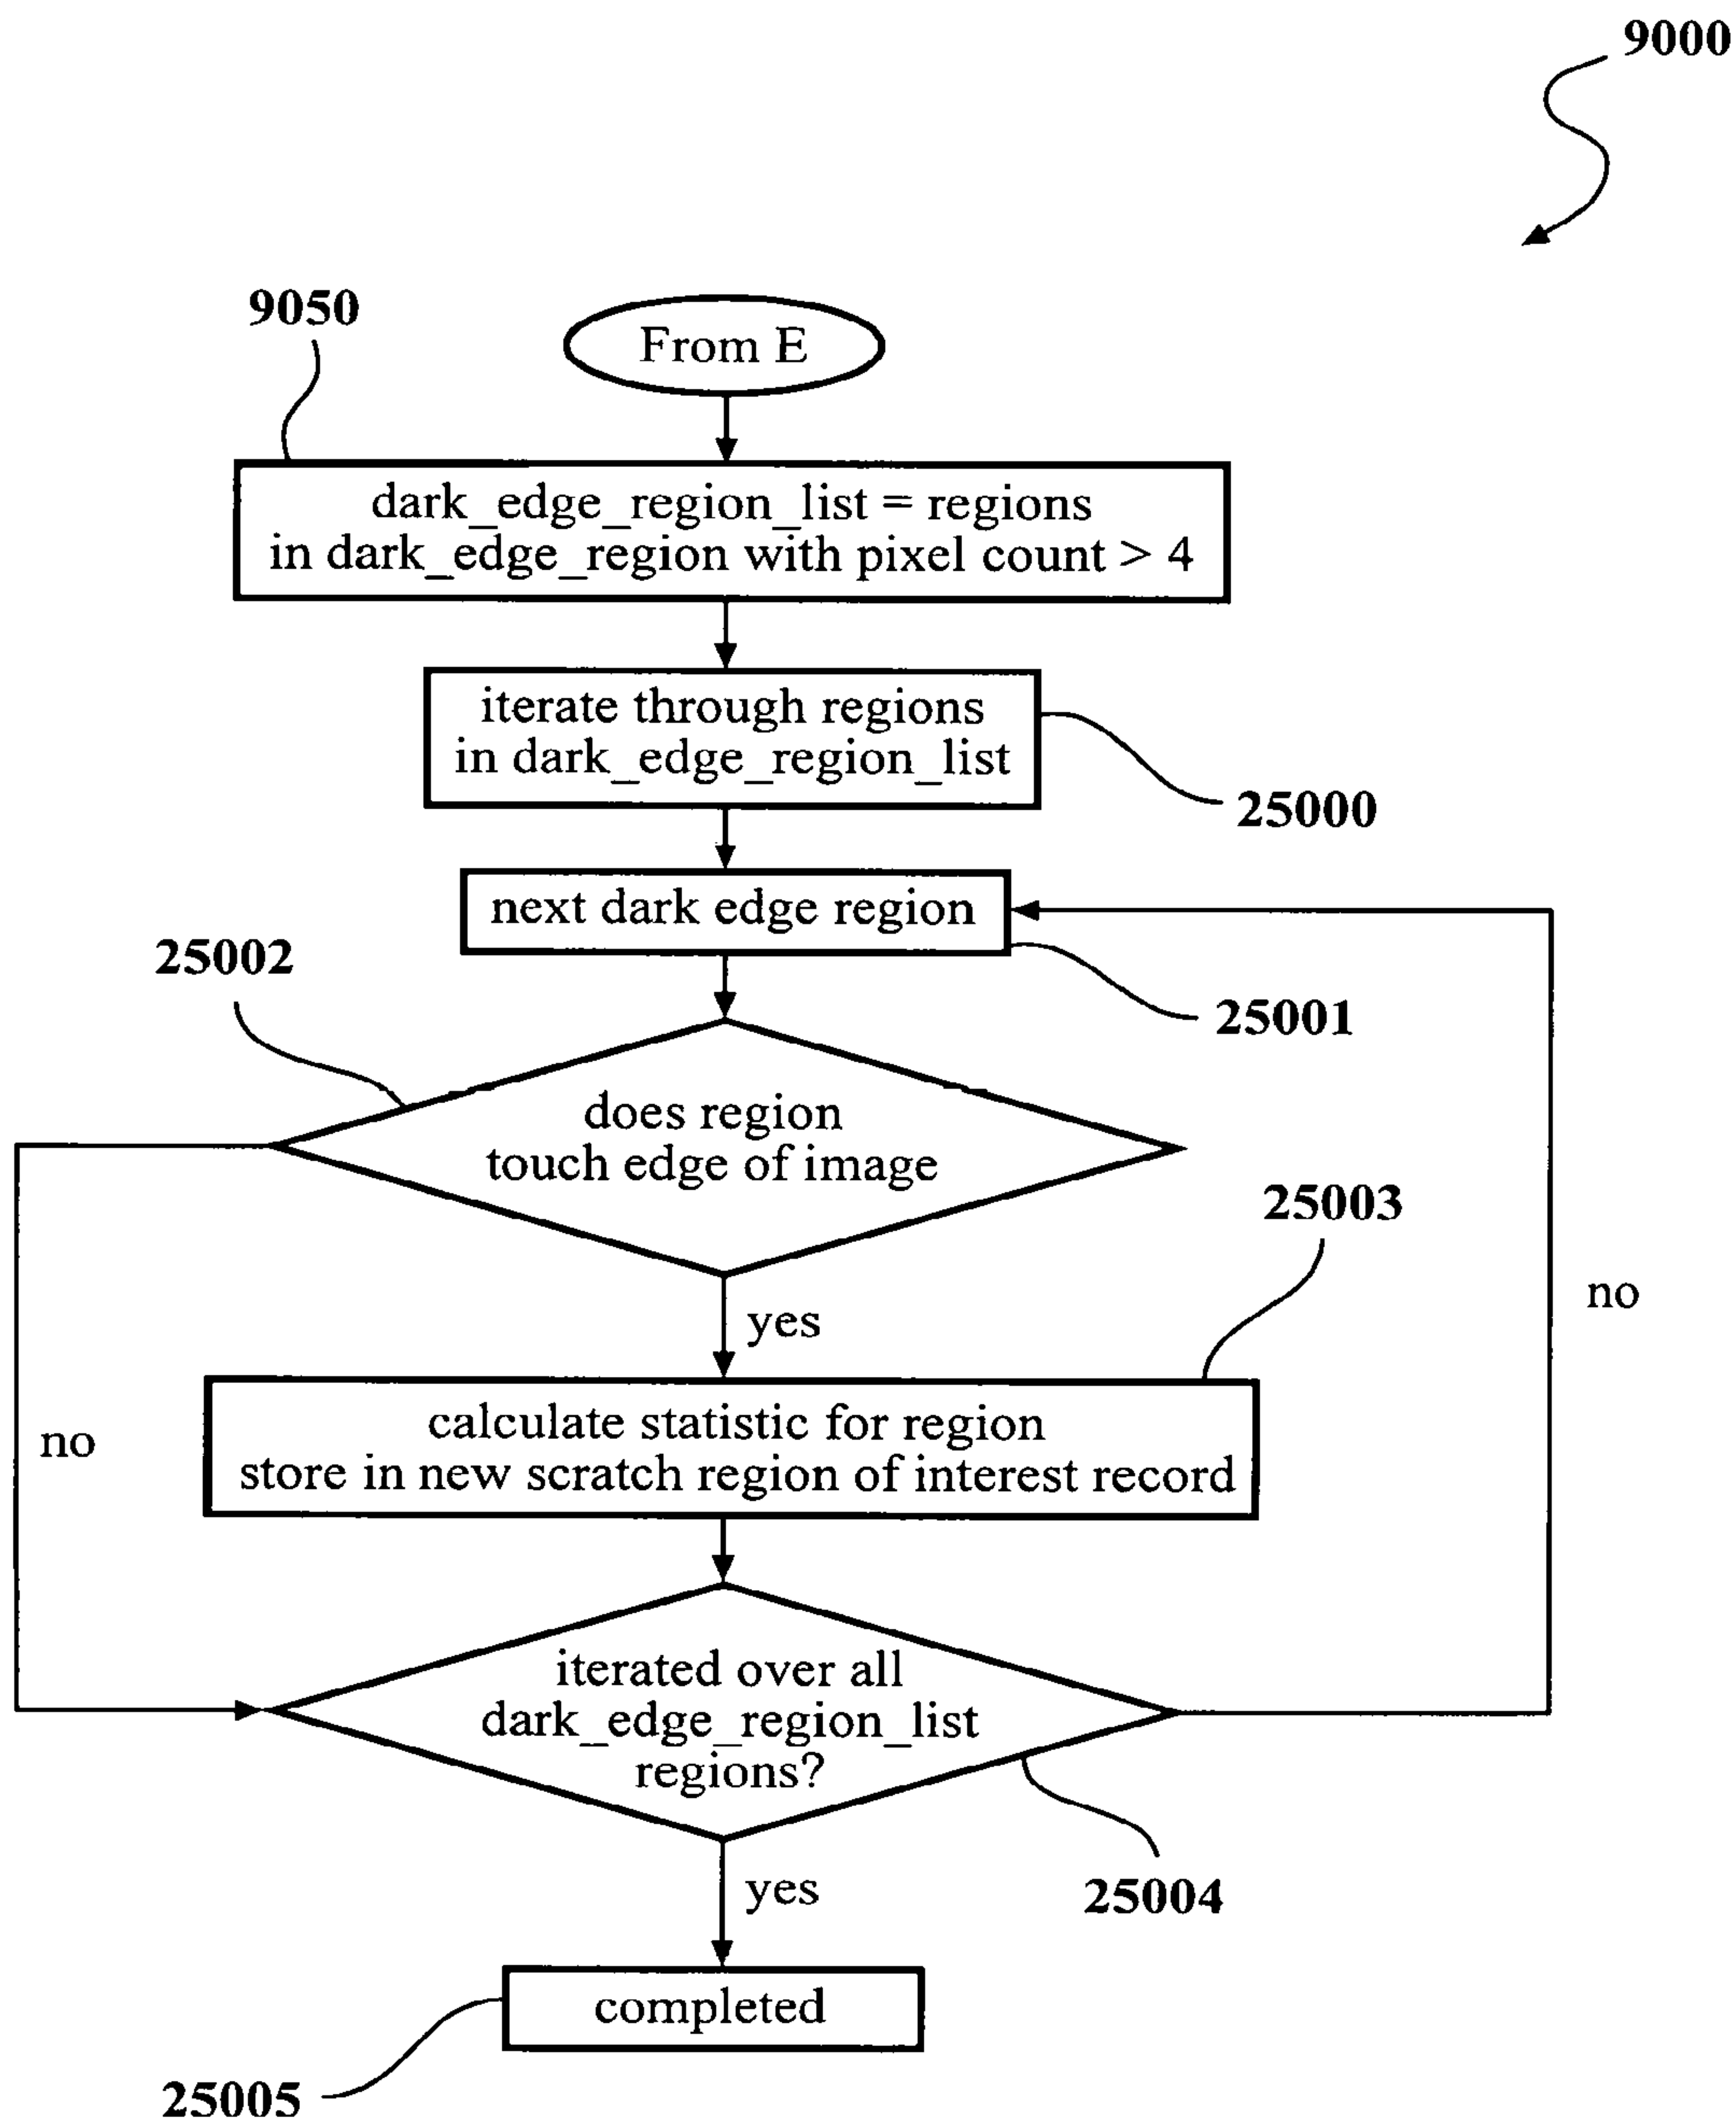 9000
9050
From E
dark_edge_region_list = regions
in dark_edge_region with pixel count > 4
iterate through regions
in dark_edge_region_list
25000
next dark edge region
25002
25001
does region
touch edge of image
25003
no
yes
calculate statistic for region
no
store in new scratch region of interest record
iterated over all
dark_edge_region_list
regions?
yes
25004
completed
25005